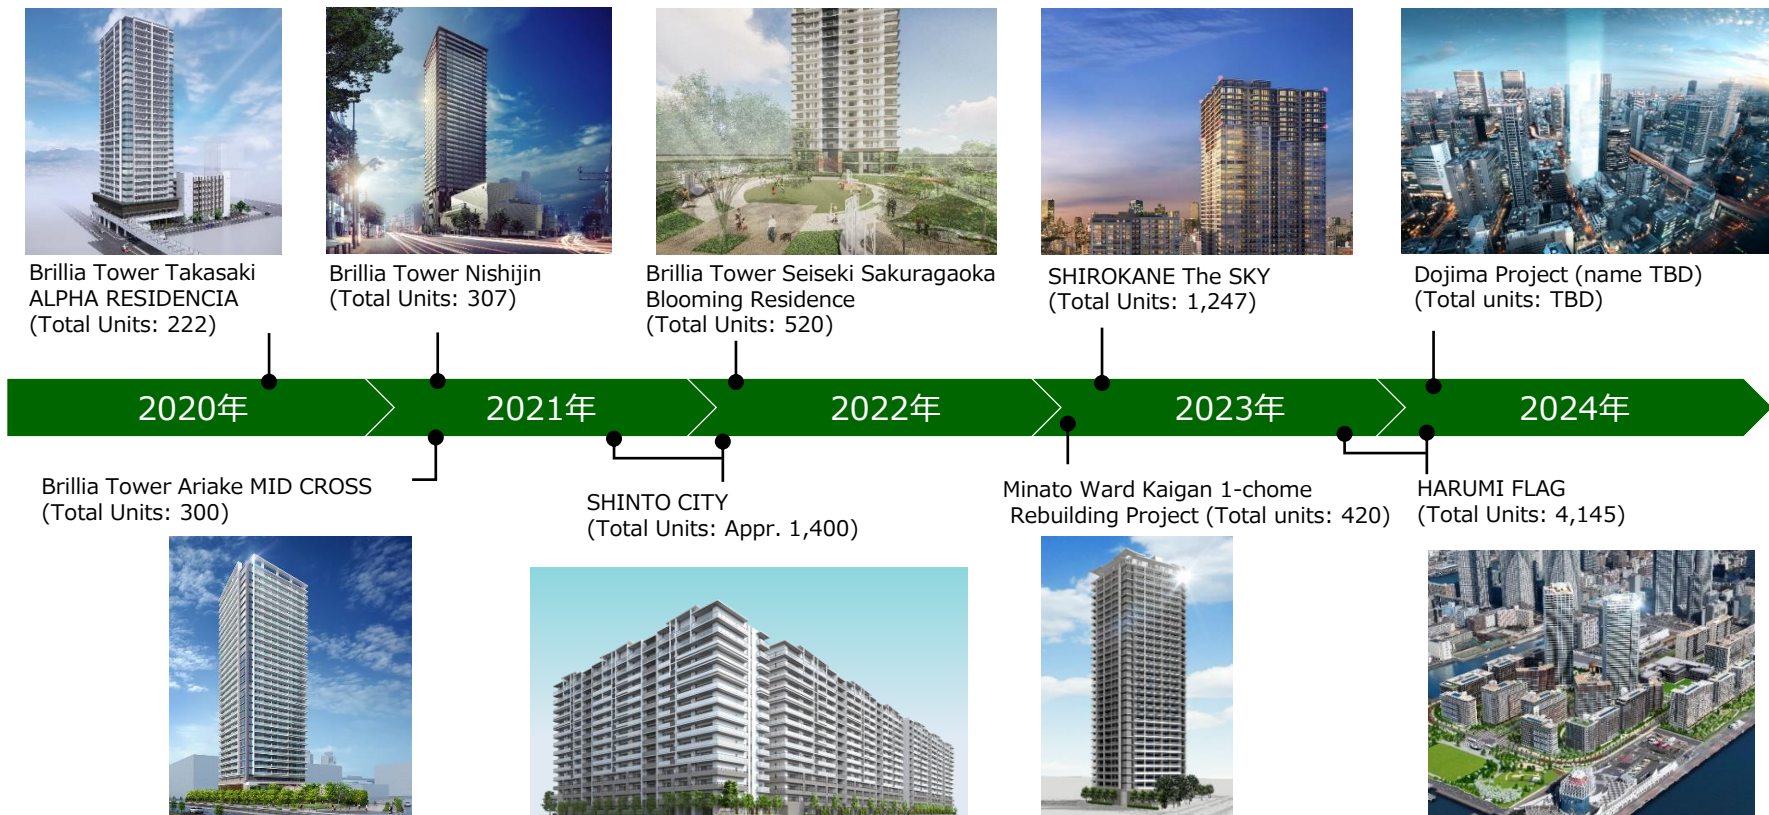 Brillia Tower Takasaki
ALPHA RESIDENCIA
(Total Units: 222)
Brillia Tower Nishijin
(Total Units: 307)
Brillia Tower Seiseki Sakuragaoka
Blooming Residence
(Total Units: 520)
SHIROKANE The SKY
(Total Units: 1,247)
Dojima Project (name TBD)
(Total units: TBD)
2020年
2021年
2022年
2023年
2024年
Brillia Tower Ariake MID CROSS
(Total Units: 300)
SHINTO CITY
(Total Units: Appr. 1,400)
Minato Ward Kaigan 1-chome
Rebuilding Project (Total units: 420)
HARUMI FLAG
(Total Units: 4,145)